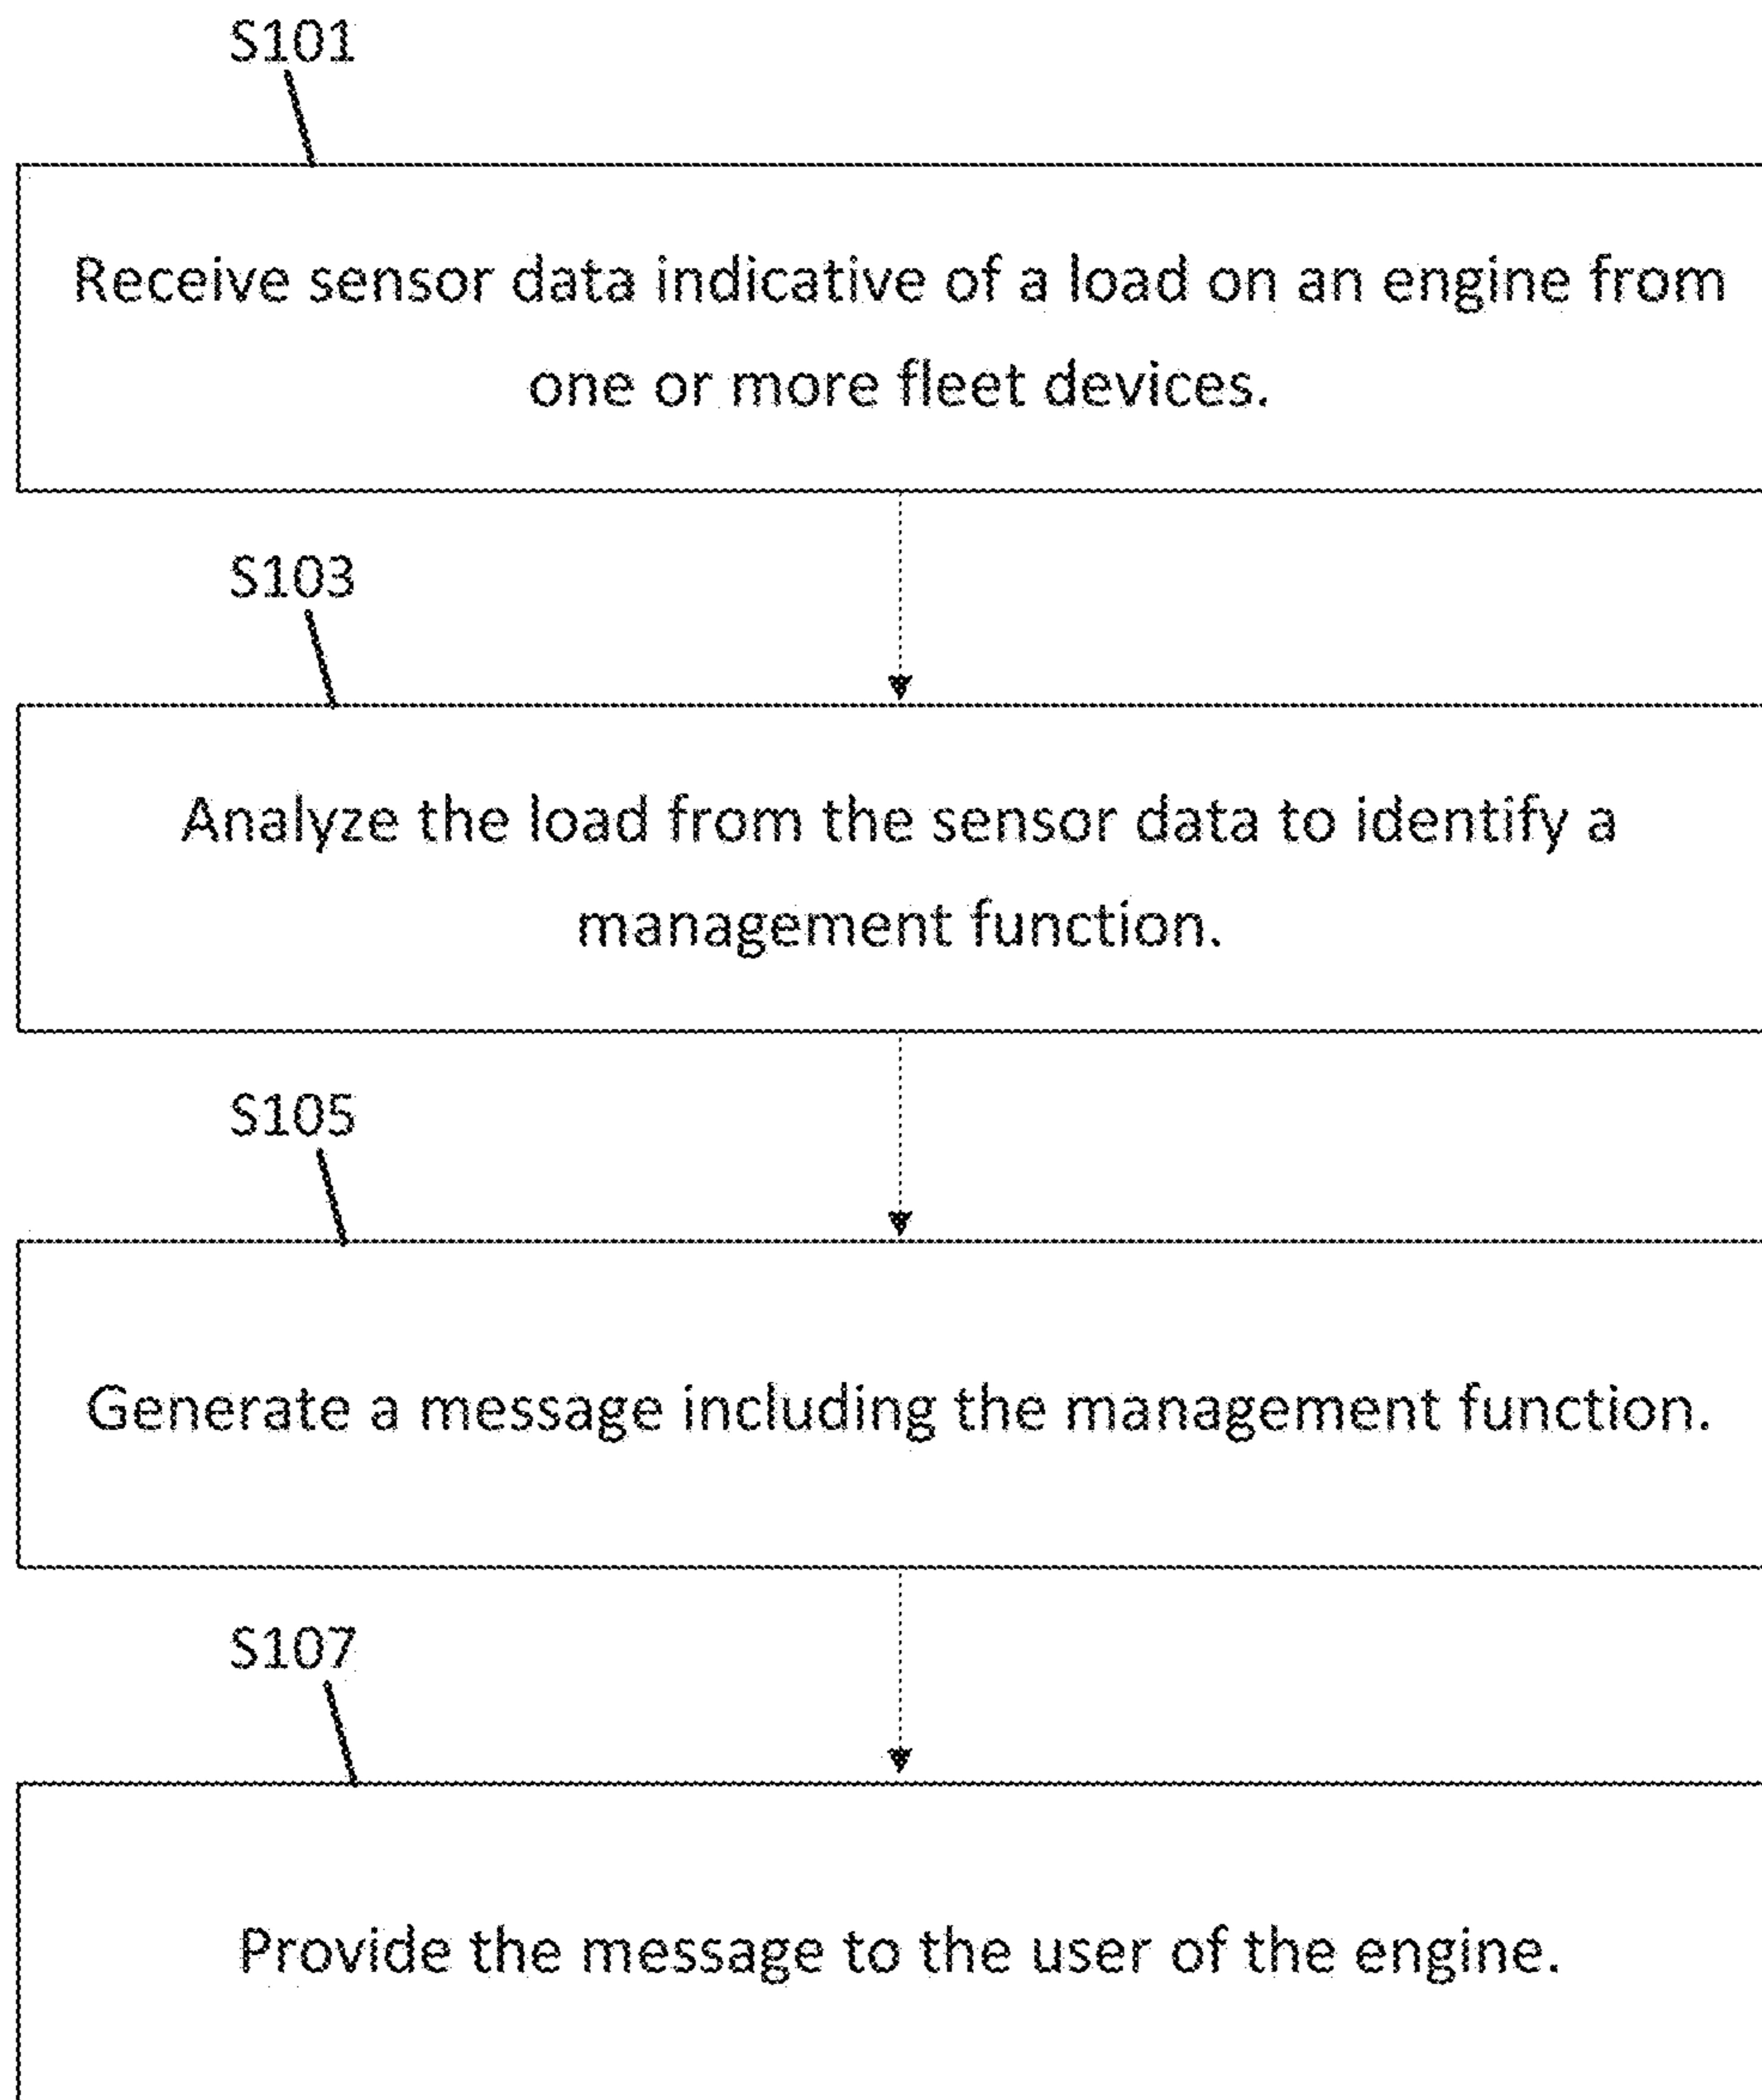 S101
Receive sensor data indicative of a load on an engine from
one or more fleet devices.
S103
Analyze the load from the sensor data to identify a
management function.
S105
Generate a message including the management function.
S107
Provide the message to the user of the engine.